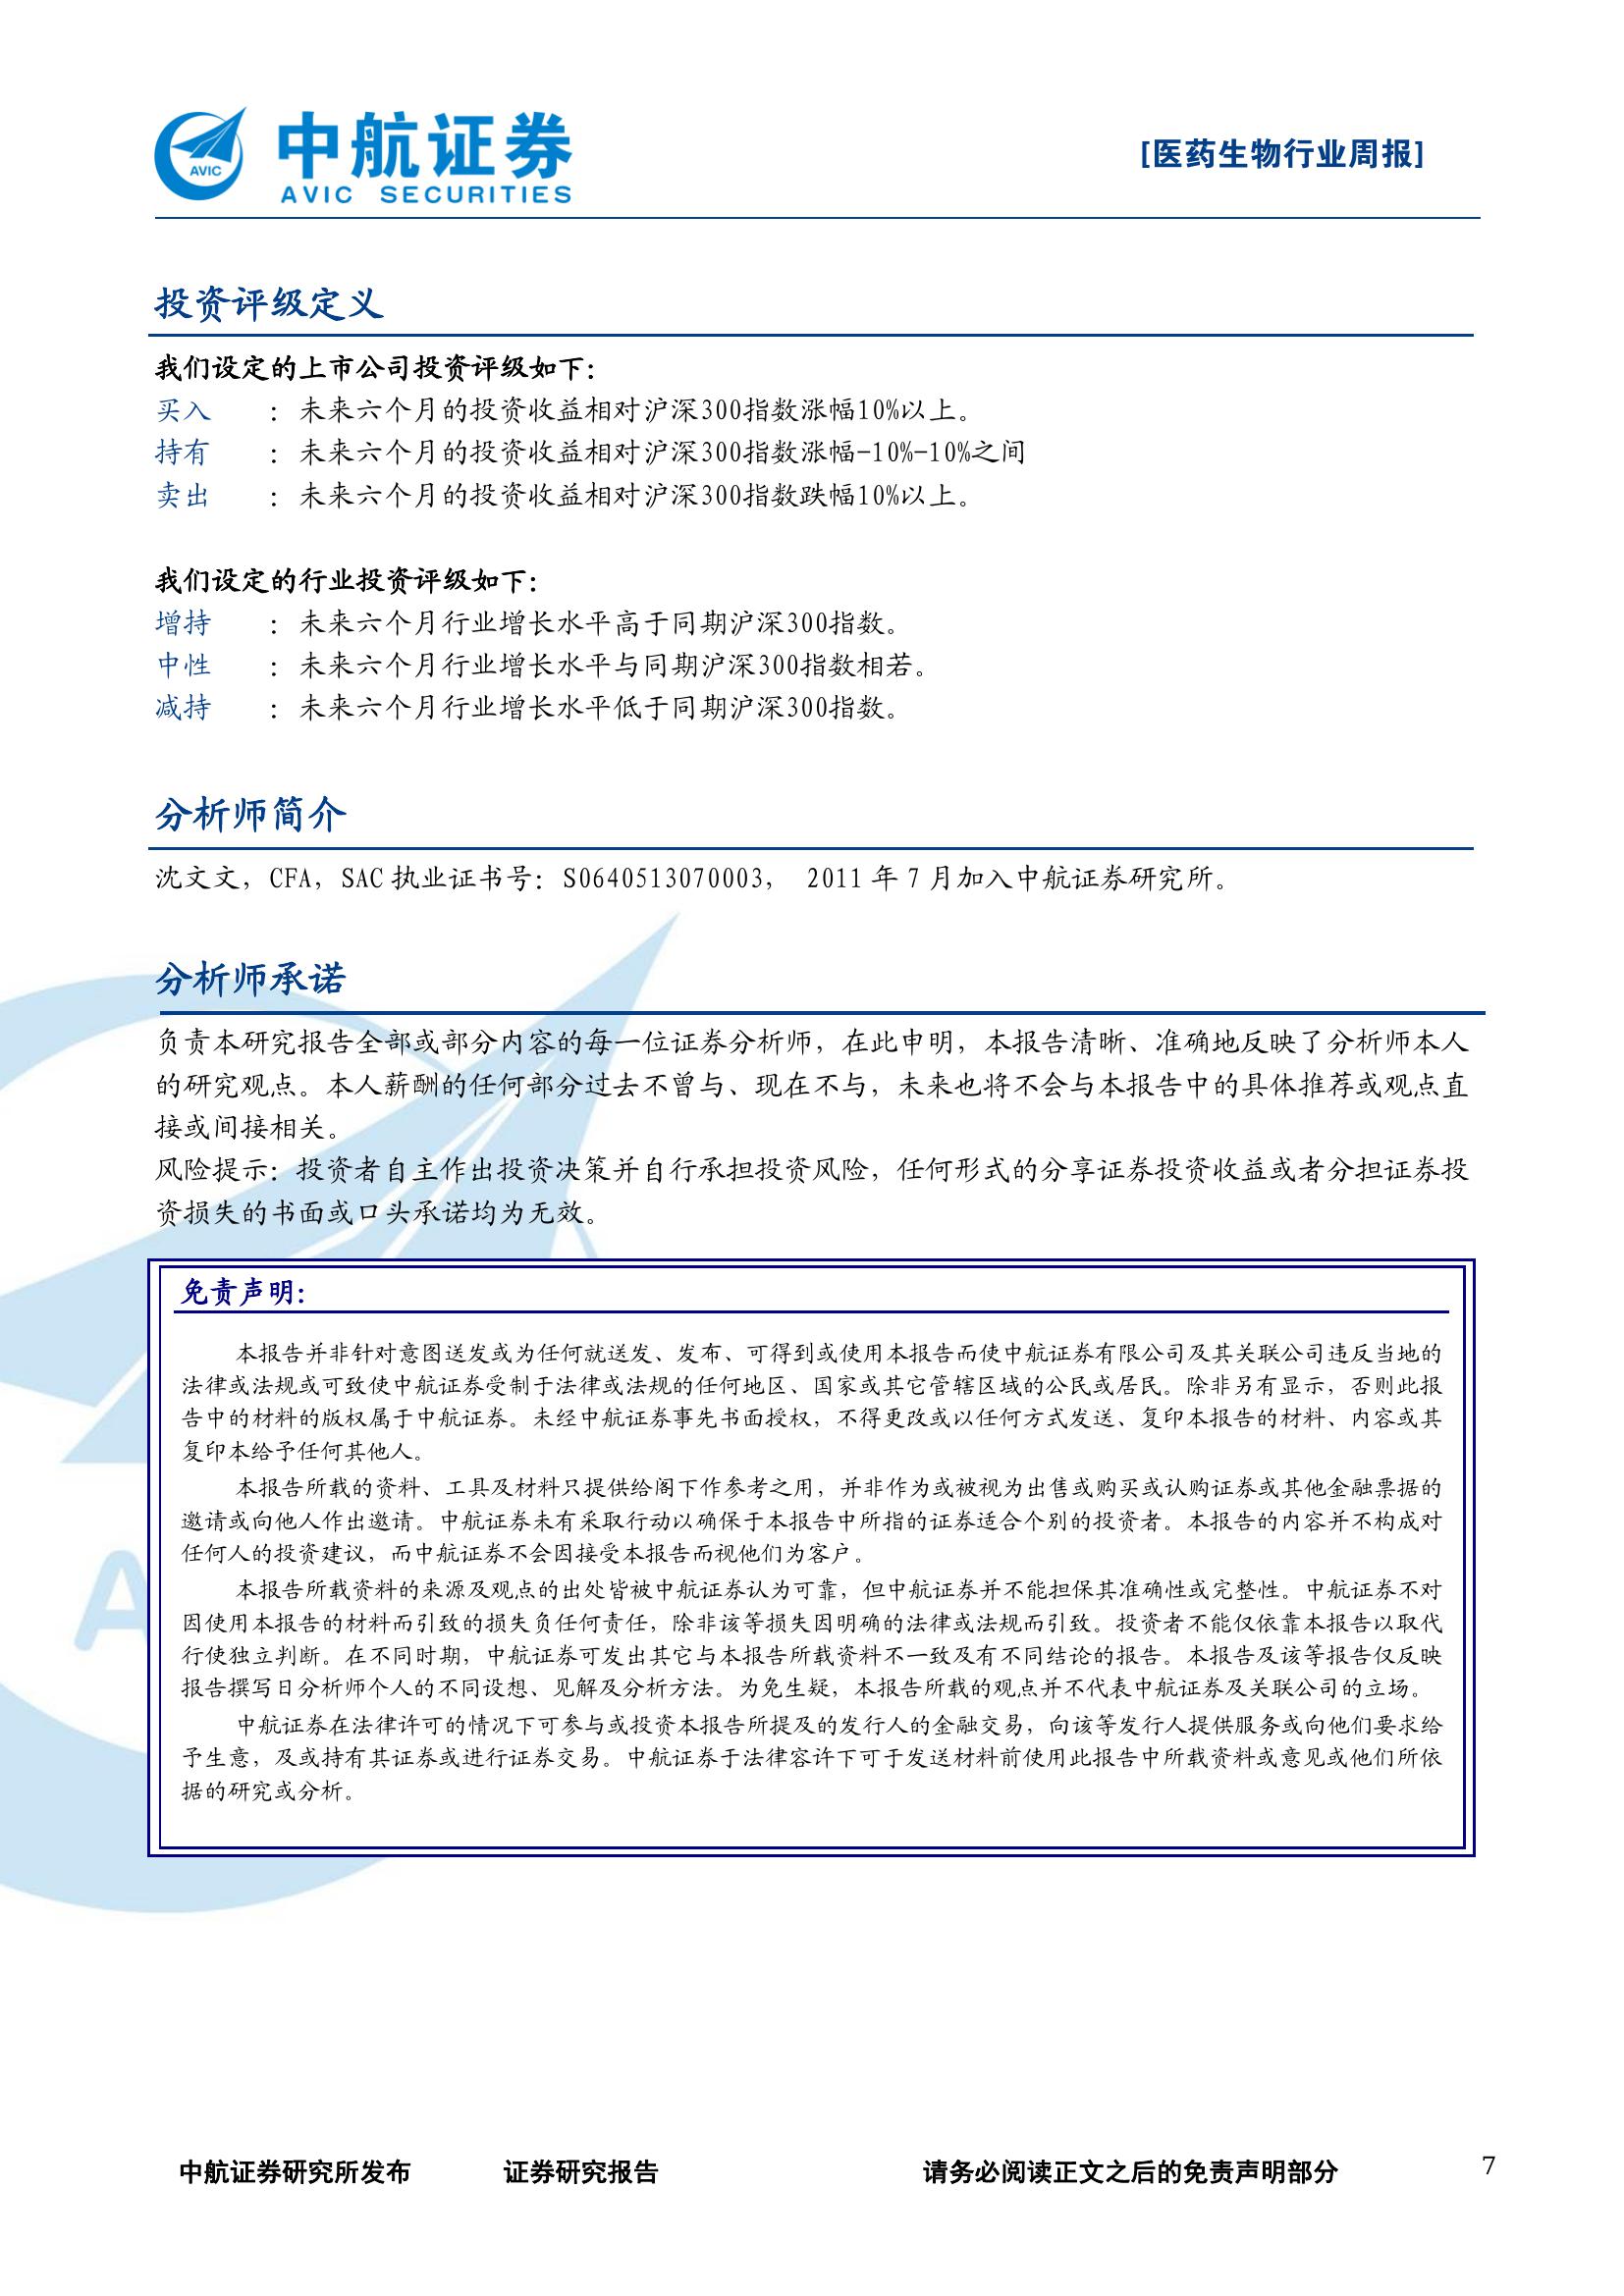 AVIC
中航证券
AVIC SECURITIES
[医药生物行业周报]
投资评级定义
我们设定的上市公司投资评级如下：
买入 ：未来六个月的投资收益相对沪深300指数涨幅10%以上。
持有 ：未来六个月的投资收益相对沪深300指数涨幅-10%-10%之间
卖出 ：未来六个月的投资收益相对沪深300指数跌幅10%以上。
我们设定的行业投资评级如下：
增持 ：未来六个月行业增长水平高于同期沪深300指数。
中性 ：未来六个月行业增长水平与同期沪深300指数相若。
减持 ：未来六个月行业增长水平低于同期沪深300指数。
分析师简介
沈文文，CFA，SAC 执业证书号：S0640513070003， 2011 年 7 月加入中航证券研究所。
分析师承诺
负责本研究报告全部或部分内容的每一位证券分析师，在此申明，本报告清晰、准确地反映了分析师本人
的研究观点。本人薪酬的任何部分过去不曾与、现在不与，未来也将不会与本报告中的具体推荐或观点直
接或间接相关。
风险提示：投资者自主作出投资决策并自行承担投资风险，任何形式的分享证券投资收益或者分担证券投
资损失的书面或口头承诺均为无效。
免责声明：
本报告并非针对意图送发或为任何就送发、发布、可得到或使用本报告而使中航证券有限公司及其关联公司违反当地的
法律或法规或可致使中航证券受制于法律或法规的任何地区、国家或其它管辖区域的公民或居民。除非另有显示，否则此报
告中的材料的版权属于中航证券。未经中航证券事先书面授权，不得更改或以任何方式发送、复印本报告的材料、内容或其
复印本给予任何其他人。
本报告所载的资料、工具及材料只提供给阁下作参考之用，并非作为或被视为出售或购买或认购证券或其他金融票据的
邀请或向他人作出邀请。中航证券未有采取行动以确保于本报告中所指的证券适合个别的投资者。本报告的内容并不构成对
任何人的投资建议，而中航证券不会因接受本报告而视他们为客户。
本报告所载资料的来源及观点的出处皆被中航证券认为可靠，但中航证券并不能担保其准确性或完整性。中航证券不对
因使用本报告的材料而引致的损失负任何责任，除非该等损失因明确的法律或法规而引致。投资者不能仅依靠本报告以取代
行使独立判断。在不同时期，中航证券可发出其它与本报告所载资料不一致及有不同结论的报告。本报告及该等报告仅反映
报告撰写日分析师个人的不同设想、见解及分析方法。为免生疑，本报告所载的观点并不代表中航证券及关联公司的立场。
中航证券在法律许可的情况下可参与或投资本报告所提及的发行人的金融交易，向该等发行人提供服务或向他们要求给
予生意，及或持有其证券或进行证券交易。中航证券于法律容许下可于发送材料前使用此报告中所载资料或意见或他们所依
据的研究或分析。
A
中航证券研究所发布 证券研究报告 请务必阅读正文之后的免责声明部分 7